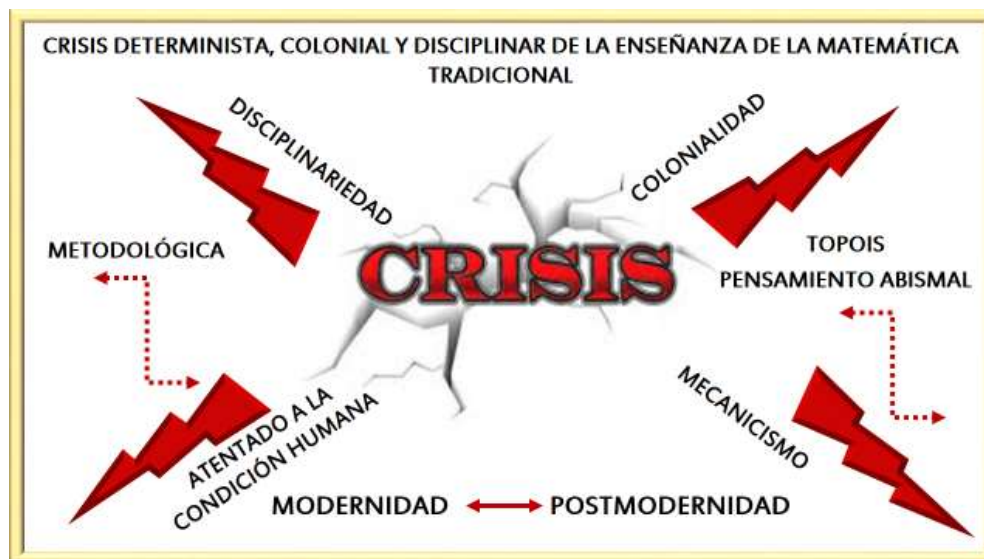 CRISIS DETERMINISTA, COLONIAL Y DISCIPLINAR DE LA ENSEÑANZA DE LA MATEMÁTICA
TRADICIONAL
DISCIPLINARIEDAD
COLONIALIDAD
METODOLÓGICA
CRISIS
TOPOIS
PENSAMIENTO ABISMAL
ATENTADO A LA
CONDICIÓN HUMANA
MECANICISMO
MODERNIDAD
POSTMODERNIDAD